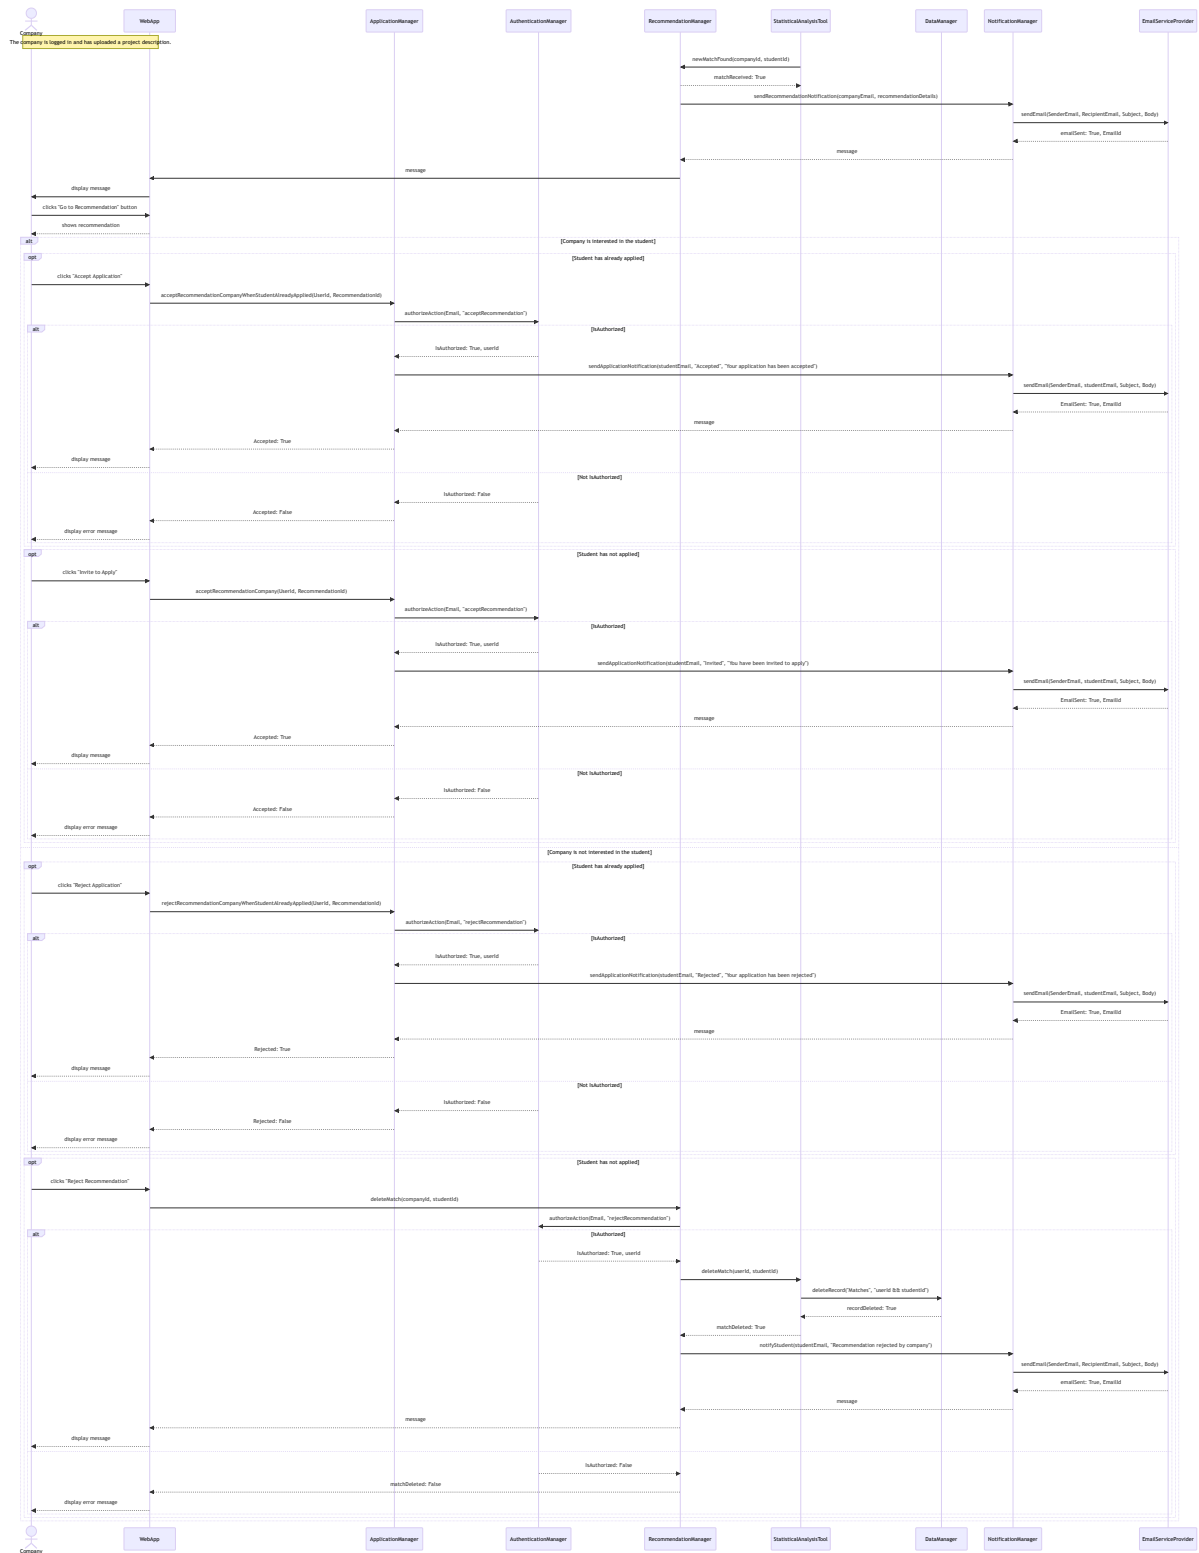 Company
WebApp
ApplicationManager
AuthenticationManager
RecommendationManager
StatisticalAnalysisTool
DataManager
NotificationManager
EmailServiceProvider
The company is logged in and has uploaded a project description.
newMatchFound(companyId, studentId)
matchReceived: True
sendRecommendationNotification(companyEmail, recommendationDetails)
sendEmail(SenderEmail, RecipientEmail, Subject, Body)
emailSent: True, EmailId
message
message
display message
clicks "Go to Recommendation" button
shows recommendation
alt
[Company is interested in the student]
opt
[Student has already applied]
clicks "Accept Application"
acceptRecommendationCompanyWhenStudentAlreadyApplied(UserId, RecommendationId)
authorizeAction(Email, "acceptRecommendation")
alt
[IsAuthorized]
IsAuthorized: True, userId
sendApplicationNotification(studentEmail, "Accepted", "Your application has been accepted")
sendEmail(SenderEmail, studentEmail, Subject, Body)
EmailSent: True, EmailId
message
Accepted: True
display message
[Not IsAuthorized]
IsAuthorized: False
Accepted: False
display error message
opt
[Student has not applied]
clicks "Invite to Apply"
acceptRecommendationCompany(UserId, RecommendationId)
authorizeAction(Email, "acceptRecommendation")
alt
[IsAuthorized]
IsAuthorized: True, userId
sendApplicationNotification(studentEmail, "Invited", "You have been invited to apply")
sendEmail(SenderEmail, studentEmail, Subject, Body)
EmailSent: True, EmailId
message
Accepted: True
display message
[Not IsAuthorized]
IsAuthorized: False
Accepted: False
display error message
[Company is not interested in the student]
opt
[Student has already applied]
clicks "Reject Application"
rejectRecommendationCompanyWhenStudentAlreadyApplied(UserId, RecommendationId)
authorizeAction(Email, "rejectRecommendation")
alt
[IsAuthorized]
IsAuthorized: True, userId
sendApplicationNotification(studentEmail, "Rejected", "Your application has been rejected")
sendEmail(SenderEmail, studentEmail, Subject, Body)
EmailSent: True, EmailId
message
Rejected: True
display message
[Not IsAuthorized]
IsAuthorized: False
Rejected: False
display error message
opt
[Student has not applied]
clicks "Reject Recommendation"
deleteMatch(companyId, studentId)
authorizeAction(Email, "rejectRecommendation")
alt
[IsAuthorized]
IsAuthorized: True, userId
deleteMatch(userId, studentId)
deleteRecord("Matches", "userId && studentId")
recordDeleted: True
matchDeleted: True
notifyStudent(studentEmail, "Recommendation rejected by company")
sendEmail(SenderEmail, RecipientEmail, Subject, Body)
emailSent: True, EmailId
message
message
display message
IsAuthorized: False
matchDeleted: False
display error message
Company
WebApp
ApplicationManager
AuthenticationManager
RecommendationManager
StatisticalAnalysisTool
DataManager
NotificationManager
EmailServiceProvider